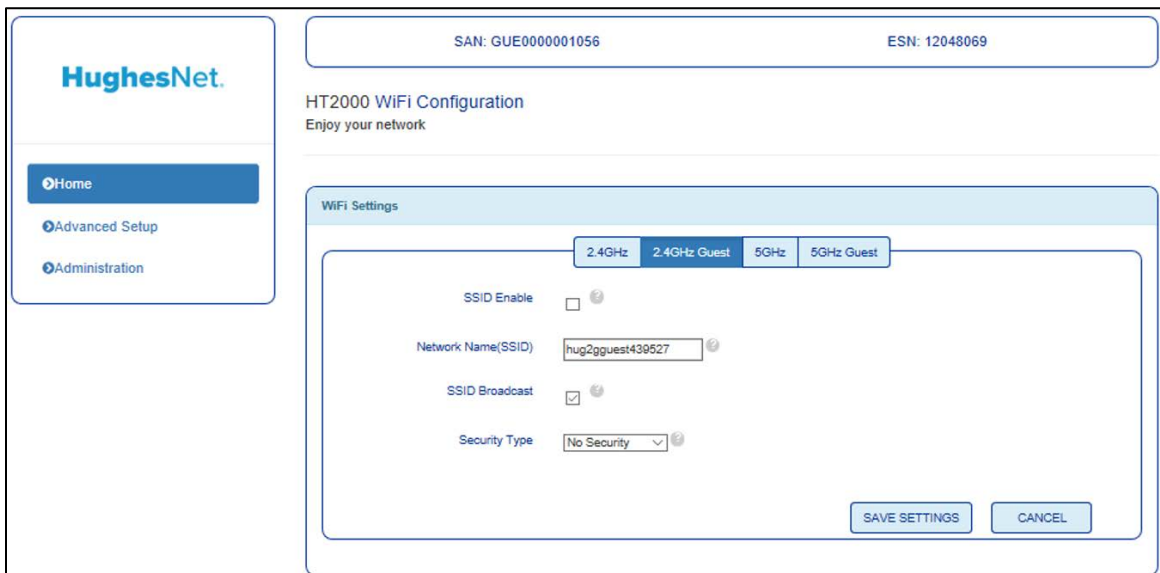 HughesNet.
Home
Advanced Setup
Administration
SAN: GUE0000001056 ESN: 12048069
HT2000 WiFi Configuration
Enjoy your network
WiFi Settings
2.4GHz 2.4GHz Guest 5GHz 5GHz Guest
SSID Enable
Network Name(SSID) hug2gguest439527
SSID Broadcast
Security Type No Security
SAVE SETTINGS CANCEL